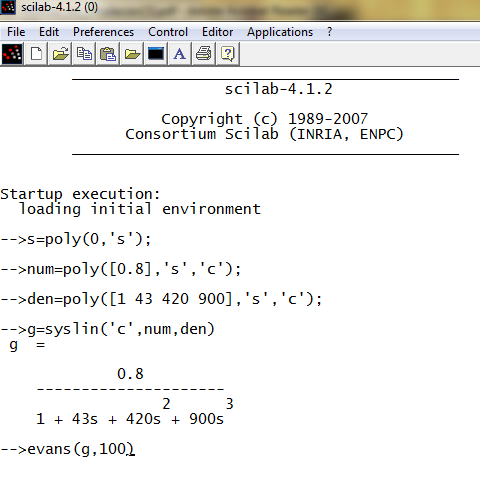 scilab-4.1.2 (0)
File Edit Preferences Control Editor Applications ?
scilab-4.1.2
Copyright (c) 1989-2007
Consortium Scilab (INRIA, ENPC)
Startup execution:
loading initial environment
-->s=poly(0,'s');
-->num=poly([0.8],'s','c');
-->den=poly([1 43 420 900],'s','c');
-->g=syslin('c',num,den)
g =
0.8
---------------------
2 3
1 + 43s + 420s + 900s
-->evans(g,100)